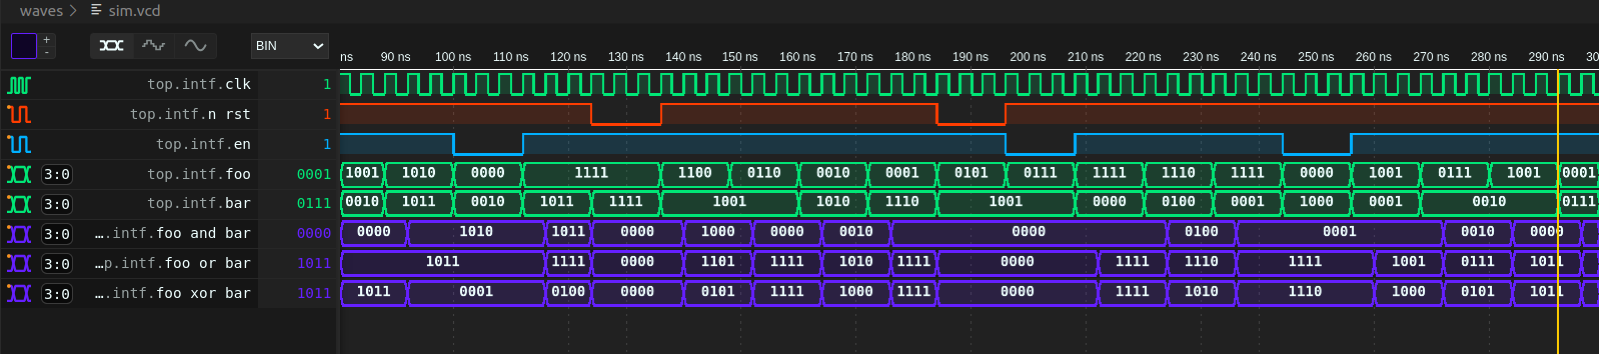 waves > sim.vcd
+
-
BIN
ns 90 ns 100 ns 110 ns 120 ns 130 ns 140 ns 150 ns 160 ns 170 ns 180 ns 190 ns 200 ns 210 ns 220 ns 230 ns 240 ns 250 ns 260 ns 270 ns 280 ns 290 ns 30
top.intf.clk 1
top.intf.n rst 1
top.intf.en 1
3:0 top.intf.foo 0001 1001 1010 0000 1111 1100 0110 0010 0001 0101 0111 1111 1110 1111 0000 1001 0111 1001 0001
3:0 top.intf.bar 0111 0010 1011 0010 1011 1111 1001 1010 1110 1001 0000 0100 0001 1000 0001 0010 0111
3:0 ….intf.foo and bar 0000 0000 1010 1011 0000 1000 0000 0010 0000 0100 0001 0010 0000
3:0 …p.intf.foo or bar 1011 1011 1111 0000 1101 1111 1010 1111 0000 1111 1110 1111 1001 0111 1011
3:0 ….intf.foo xor bar 1011 1011 0001 0100 0000 0101 1111 1000 1111 0000 1111 1010 1110 1000 0101 1011